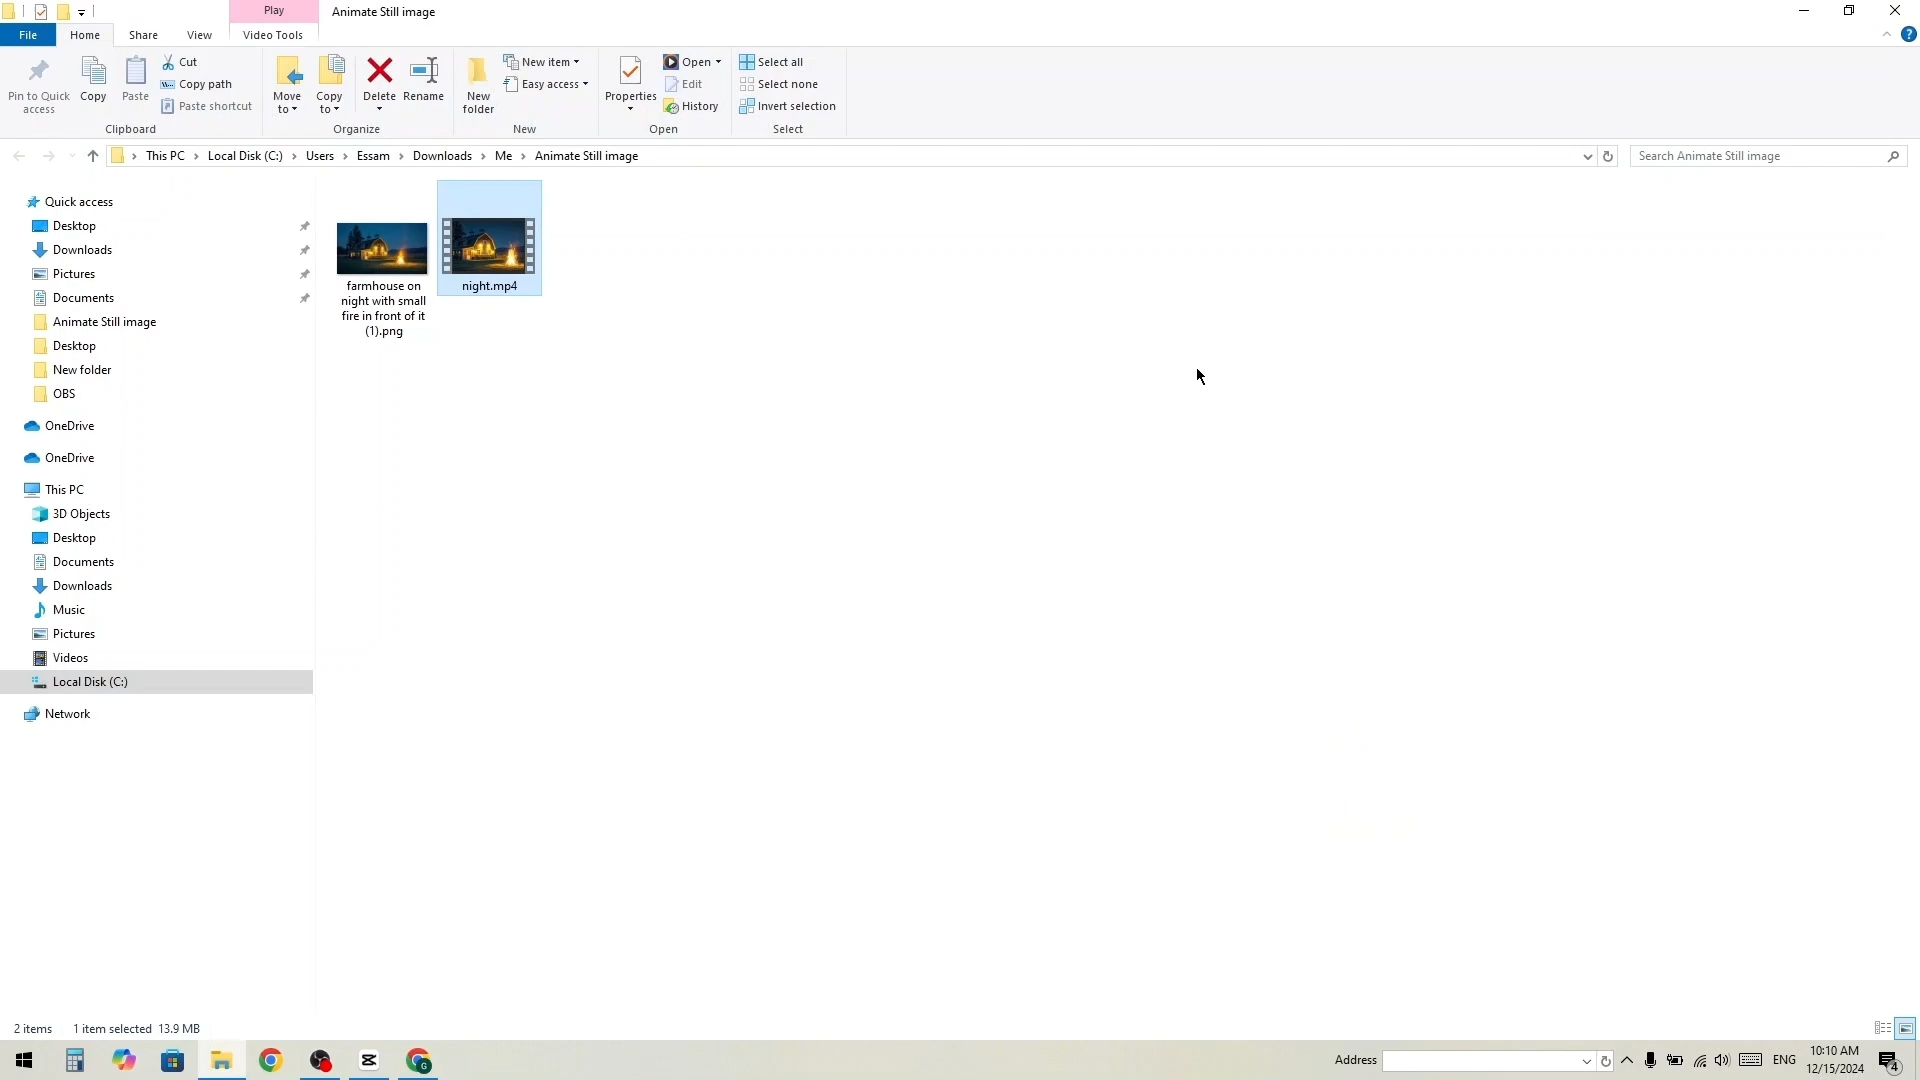 Play
Animate Still image
File
Home
Share
View
Video Tools
Pin to Quick
access
Copy
Paste
Cut
Copy path
Paste shortcut
Clipboard
Move
to
Copy
to
Delete
Rename
Organize
New
folder
New item
Easy access
New
Properties
Open
Edit
History
Open
Select all
Select none
Invert selection
Select
This PC > Local Disk (C:) > Users > Essam > Downloads > Me > Animate Still image
Search Animate Still image
Quick access
Desktop
Downloads
Pictures
Documents
Animate Still image
Desktop
New folder
OBS
OneDrive
OneDrive
This PC
3D Objects
Desktop
Documents
Downloads
Music
Pictures
Videos
Local Disk (C:)
Network
farmhouse on
night with small
fire in front of it
(1).png
night.mp4
2 items 1 item selected 13.9 MB
Address
ENG
10:10 AM
12/15/2024
4
G